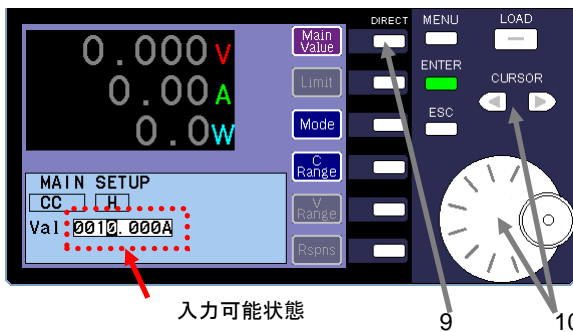 DIRECT
MENU
LOAD
0.000V
Main
Value
ENTER
0.00A
Limit
CURSOR
0.0W
Mode
ESC
C
Range
MAIN SETUP
CC
H
V
Range
Val
0010.000A
Rspns
入力可能状態
9
10